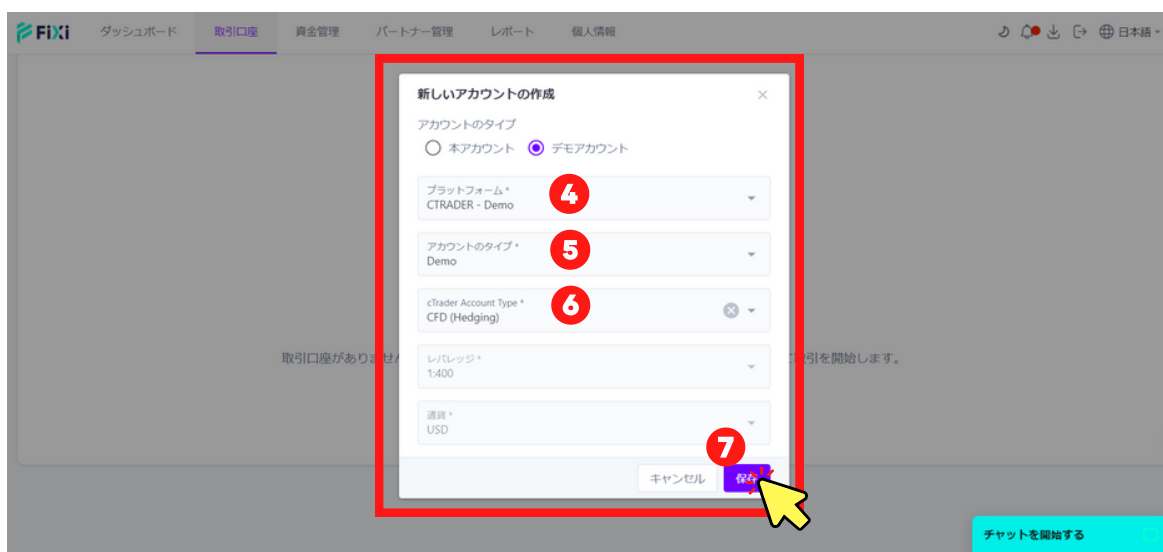 FiXi ダッシュボード 取引口座 資金管理 パートナー管理 レポート 個人情報 日本語
新しいアカウントの作成
アカウントのタイプ
本アカウント デモアカウント
プラットフォーム *
CTRADER - Demo
4
アカウントのタイプ *
Demo
5
cTrader Account Type *
CFD (Hedging)
6
取引口座がありません 取引を開始します。
レバレッジ *
1:400
通貨 *
USD
7
キャンセル 保存
チャットを開始する